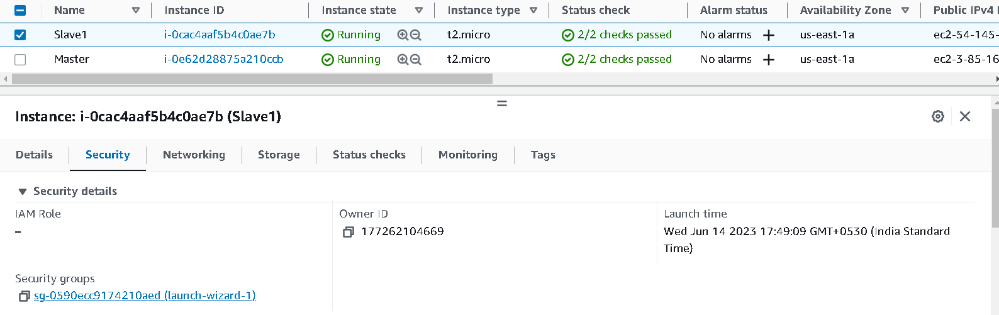 Name Instance ID Instance state Instance type Status check Alarm status Availability Zone Public IPv4
Slave1 i-0cac4aaf5b4c0ae7b Running t2.micro 2/2 checks passed No alarms + us-east-1a ec2-54-145-
Master i-0e62d28875a210ccb Running t2.micro 2/2 checks passed No alarms + us-east-1a ec2-3-85-16
Instance: i-0cac4aaf5b4c0ae7b (Slave1)
Details Security Networking Storage Status checks Monitoring Tags
Security details
IAM Role Owner ID Launch time
– 177262104669 Wed Jun 14 2023 17:49:09 GMT+0530 (India Standard
Time)
Security groups
sg-0590ecc9174210aed (launch-wizard-1)